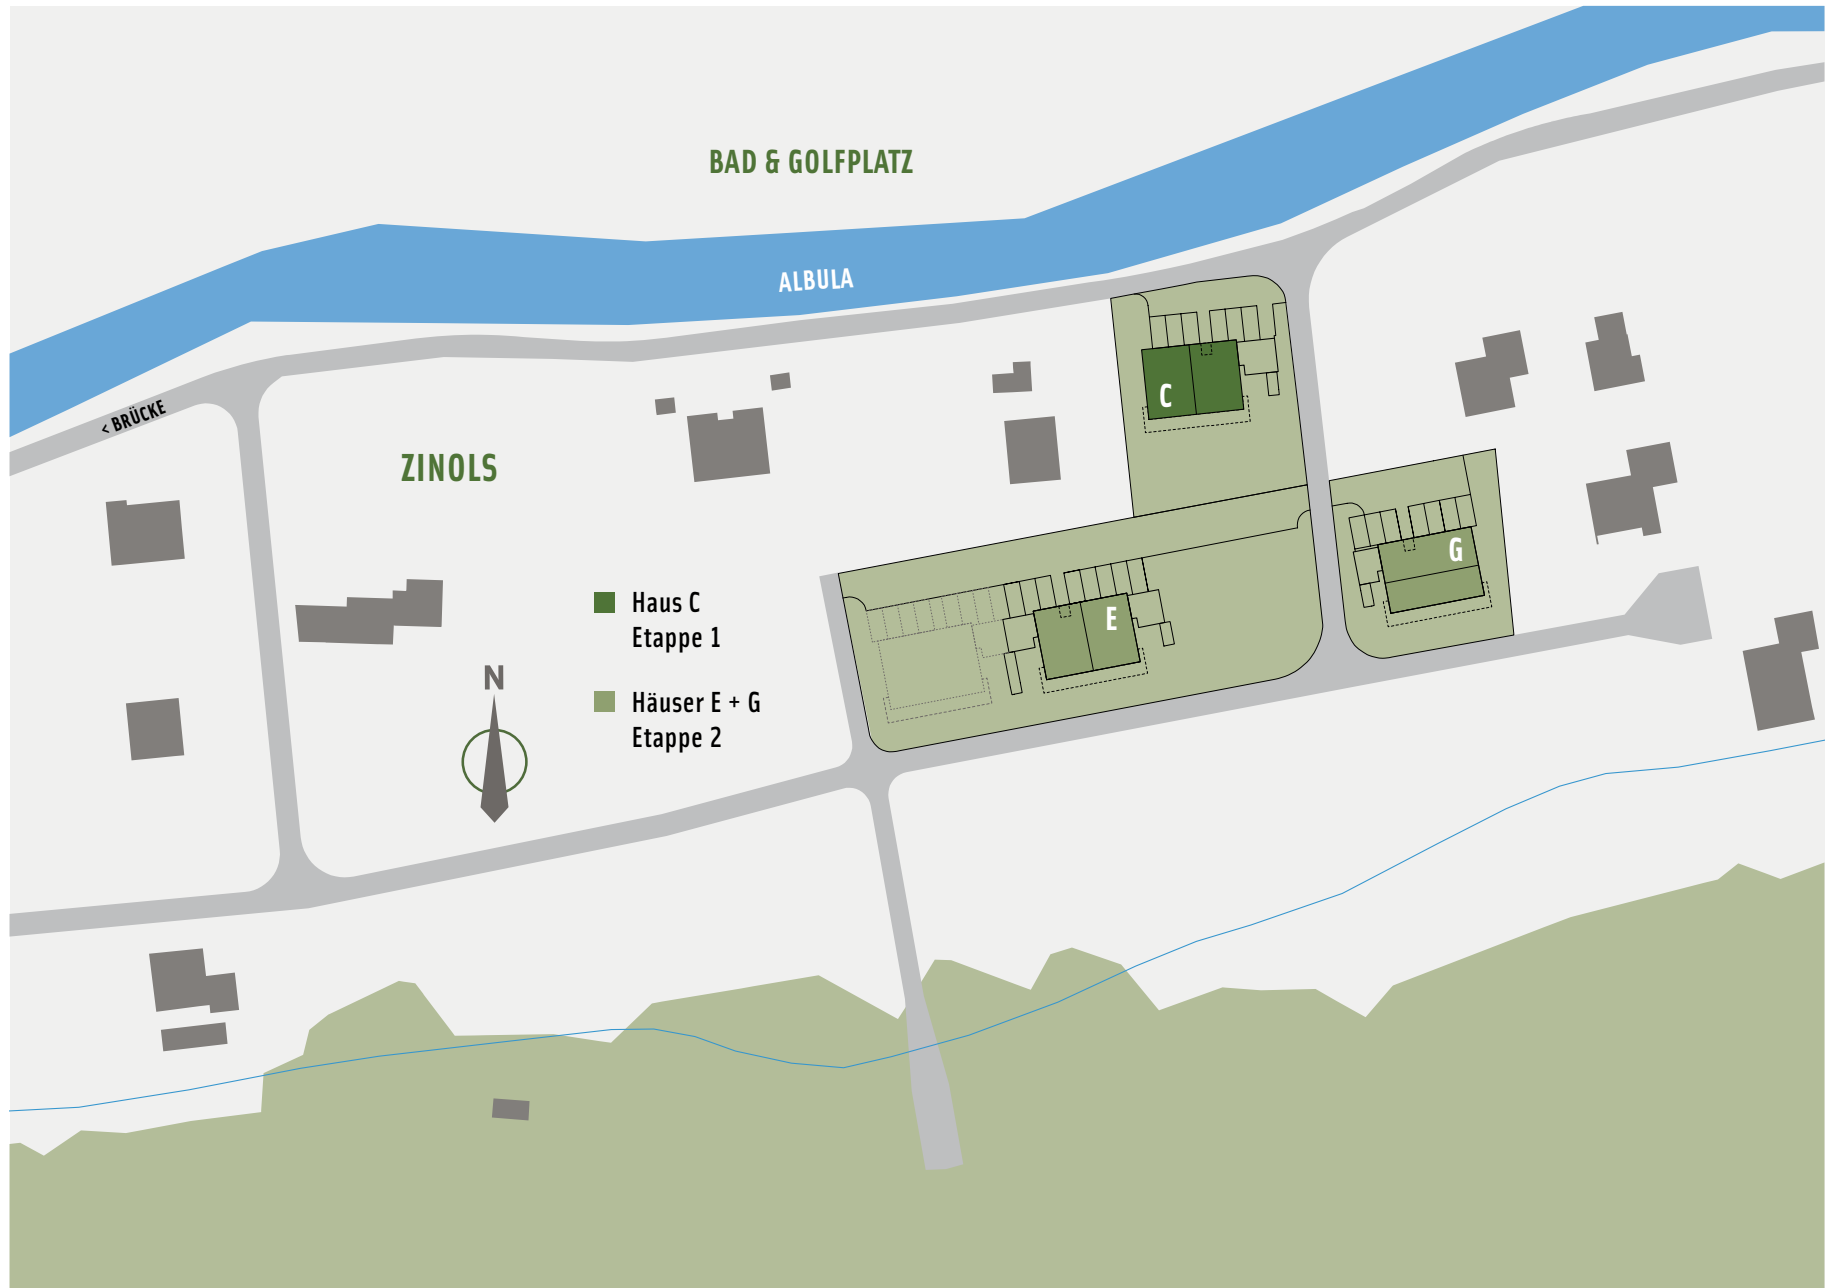 BAD & GOLFPLATZ
ALBULA
< BRÜCKE
C
ZINOLS
G
Haus C
Etappe 1
E
N
Häuser E + G
Etappe 2